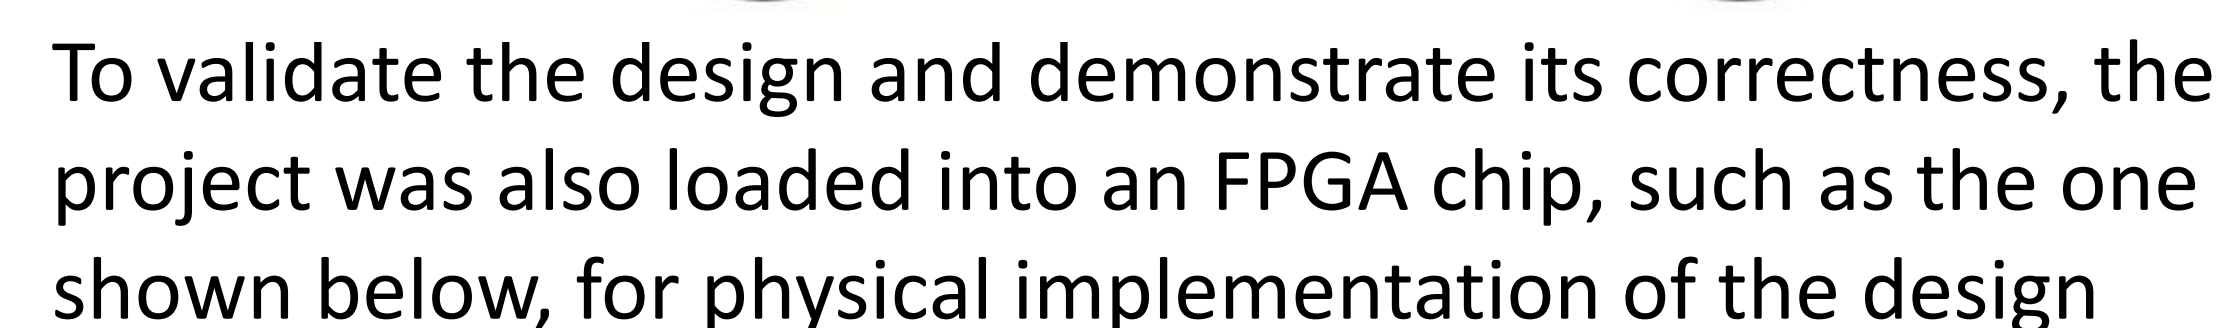 To validate the design and demonstrate its correctness, the
project was also loaded into an FPGA chip, such as the one
shown below, for physical implementation of the design